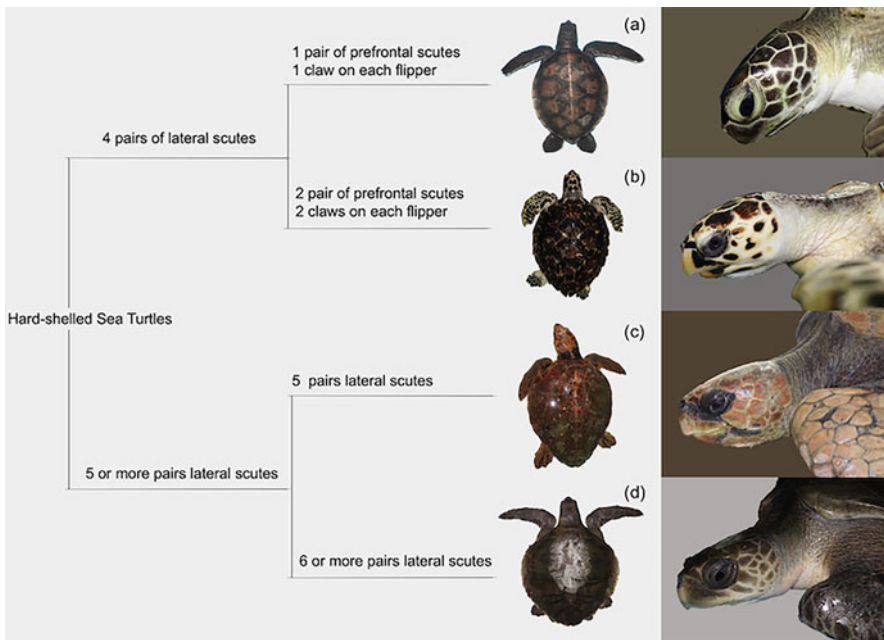 (a)
1 pair of prefrontal scutes
1 claw on each flipper
4 pairs of lateral scutes
(b)
2 pair of prefrontal scutes
2 claws on each flipper
Hard-shelled Sea Turtles
(c)
5 pairs lateral scutes
5 or more pairs lateral scutes
(d)
6 or more pairs lateral scutes